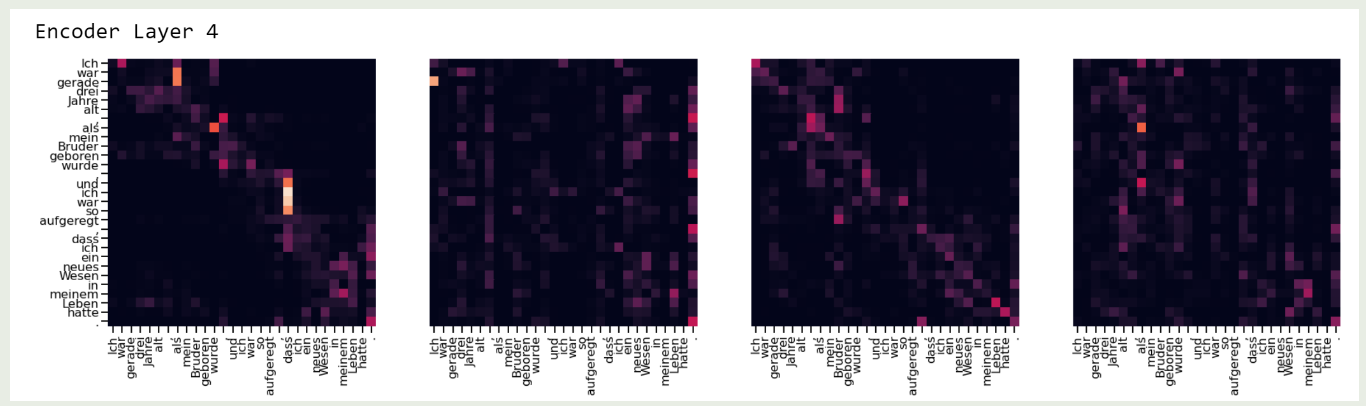 Encoder Layer 4
Ich
war
gerade
drei
Jahre
alt
,
als
mein
Bruder
geboren
wurde
,
und
ich
war
so
aufgeregt
,
dass
ich
ein
neues
Wesen
in
meinem
Leben
hatte
.
Ich war gerade drei Jahre alt , als mein Bruder geboren wurde , und ich war so aufgeregt , dass ich ein neues Wesen in meinem Leben hatte .
Ich war gerade drei Jahre alt , als mein Bruder geboren wurde , und ich war so aufgeregt , dass ich ein neues Wesen in meinem Leben hatte .
Ich war gerade drei Jahre alt , als mein Bruder geboren wurde , und ich war so aufgeregt , dass ich ein neues Wesen in meinem Leben hatte .
Ich war gerade drei Jahre alt , als mein Bruder geboren wurde , und ich war so aufgeregt , dass ich ein neues Wesen in meinem Leben hatte .